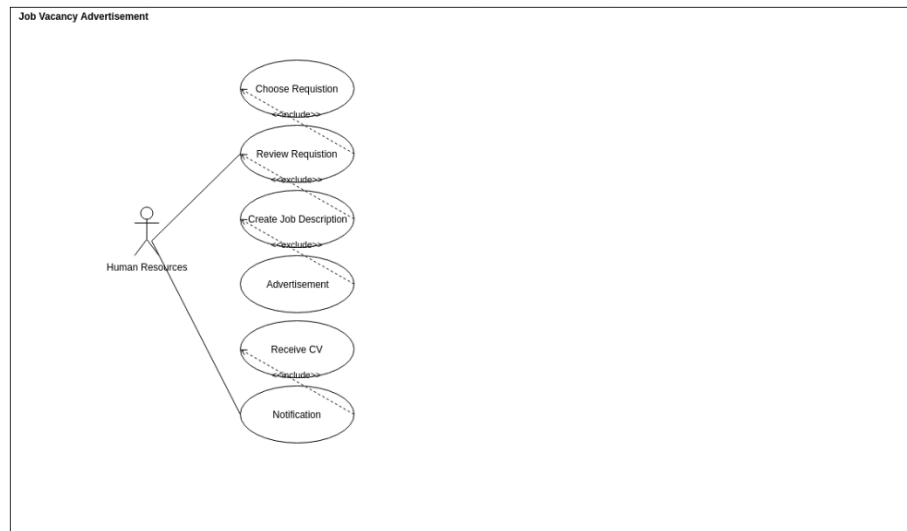 Job Vacancy Advertisement
Choose Requistion
<<include>>
Review Requistion
<<exclude>>
Create Job Description
<<exclude>>
Human Resources
Advertisement
Receive CV
<<include>>
Notification